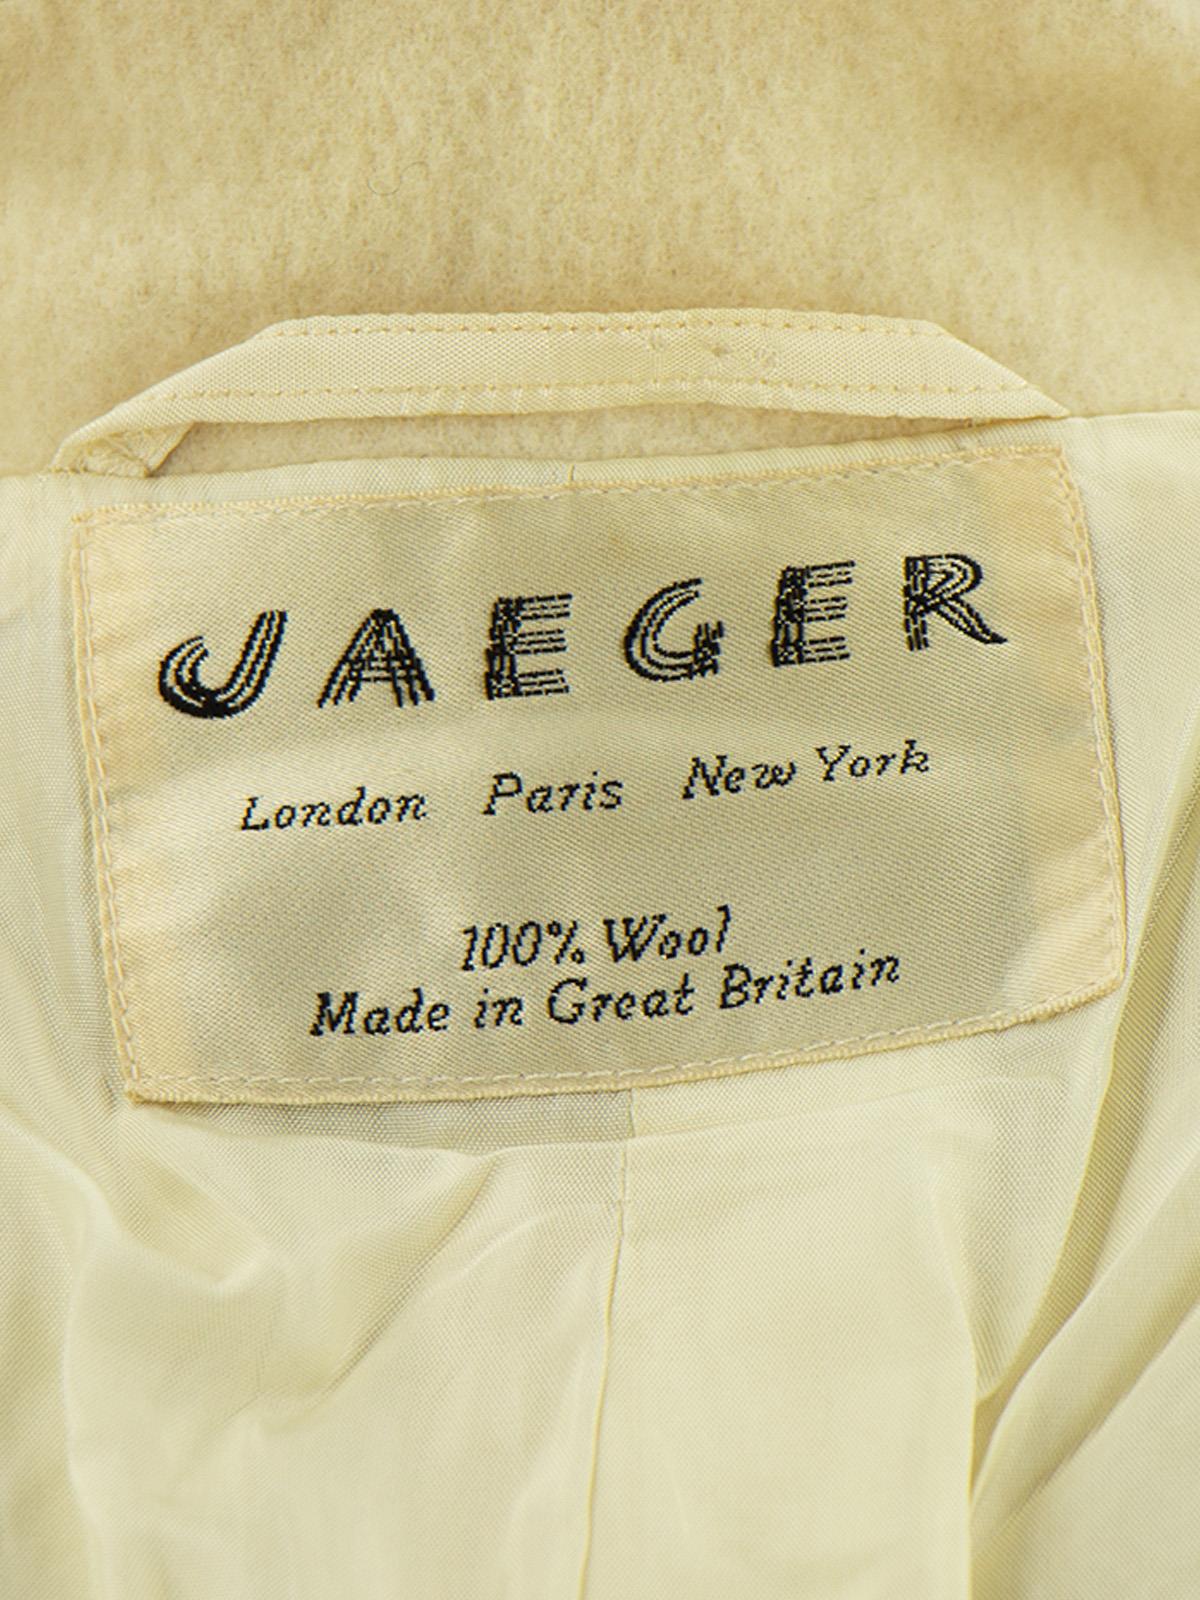 JAEGER
London Paris New York
100% Wool
Made in Great Britain